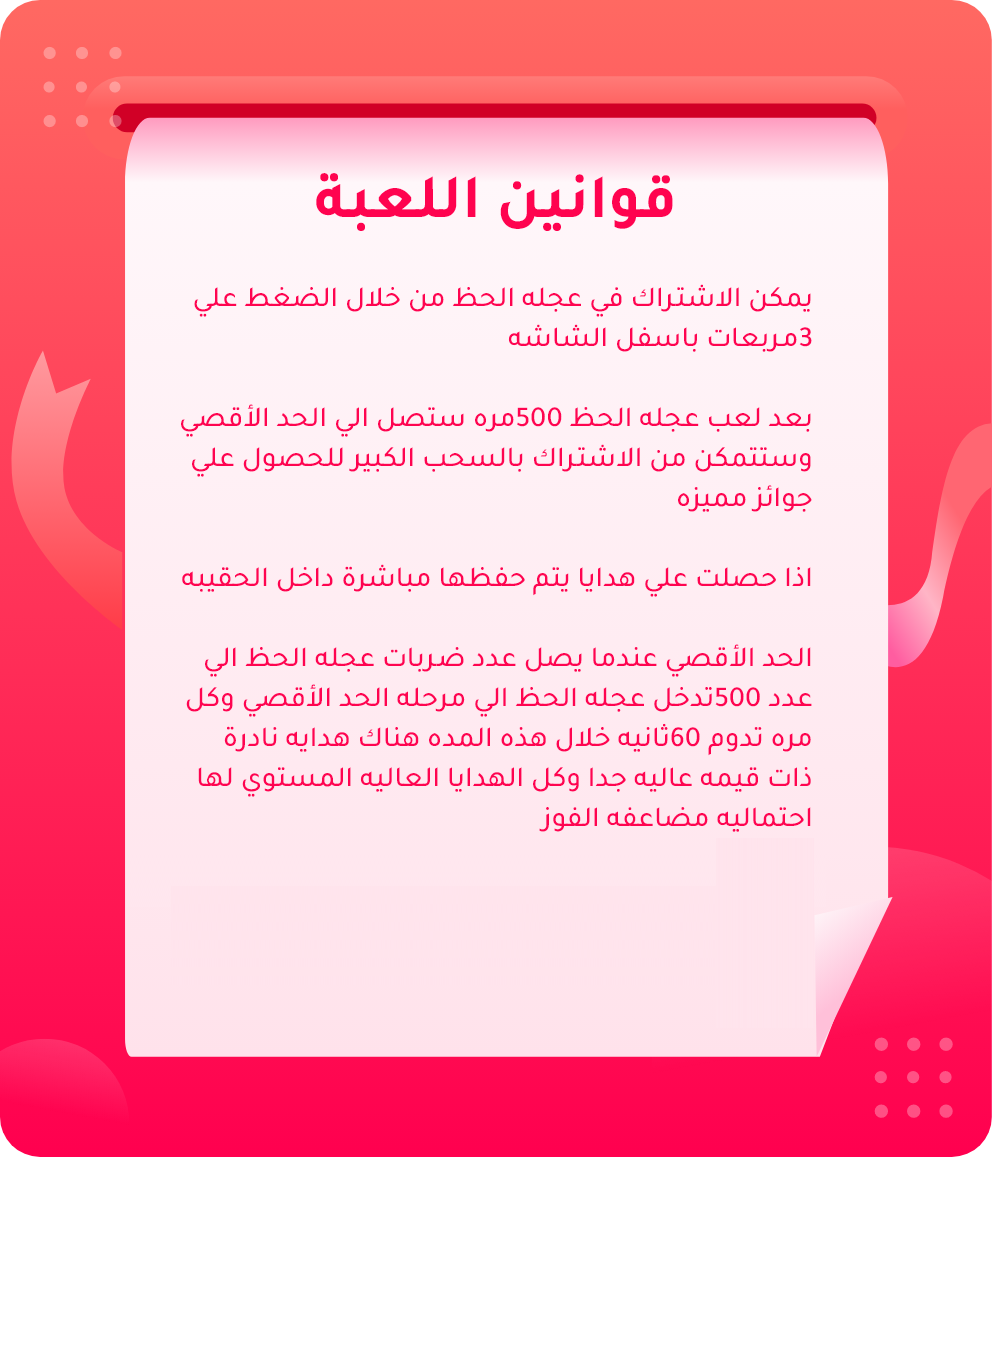 قوانين اللعبة
يمكن الاشتراك في عجله الحظ من خلال الضغط علي
3مربعات باسفل الشاشه
بعد لعب عجله الحظ 500مره ستصل الي الحد الأقصي
وستتمكن من الاشتراك بالسحب الكبير للحصول علي
جوائز مميزه
اذا حصلت علي هدايا يتم حفظها مباشرة داخل الحقيبه
الحد الأقصي عندما يصل عدد ضربات عجله الحظ الي
عدد 500تدخل عجله الحظ الي مرحله الحد الأقصي وكل
مره تدوم 60ثانيه خلال هذه المده هناك هدايه نادرة
ذات قيمه عاليه جدا وكل الهدايا العاليه المستوي لها
احتماليه مضاعفه الفوز